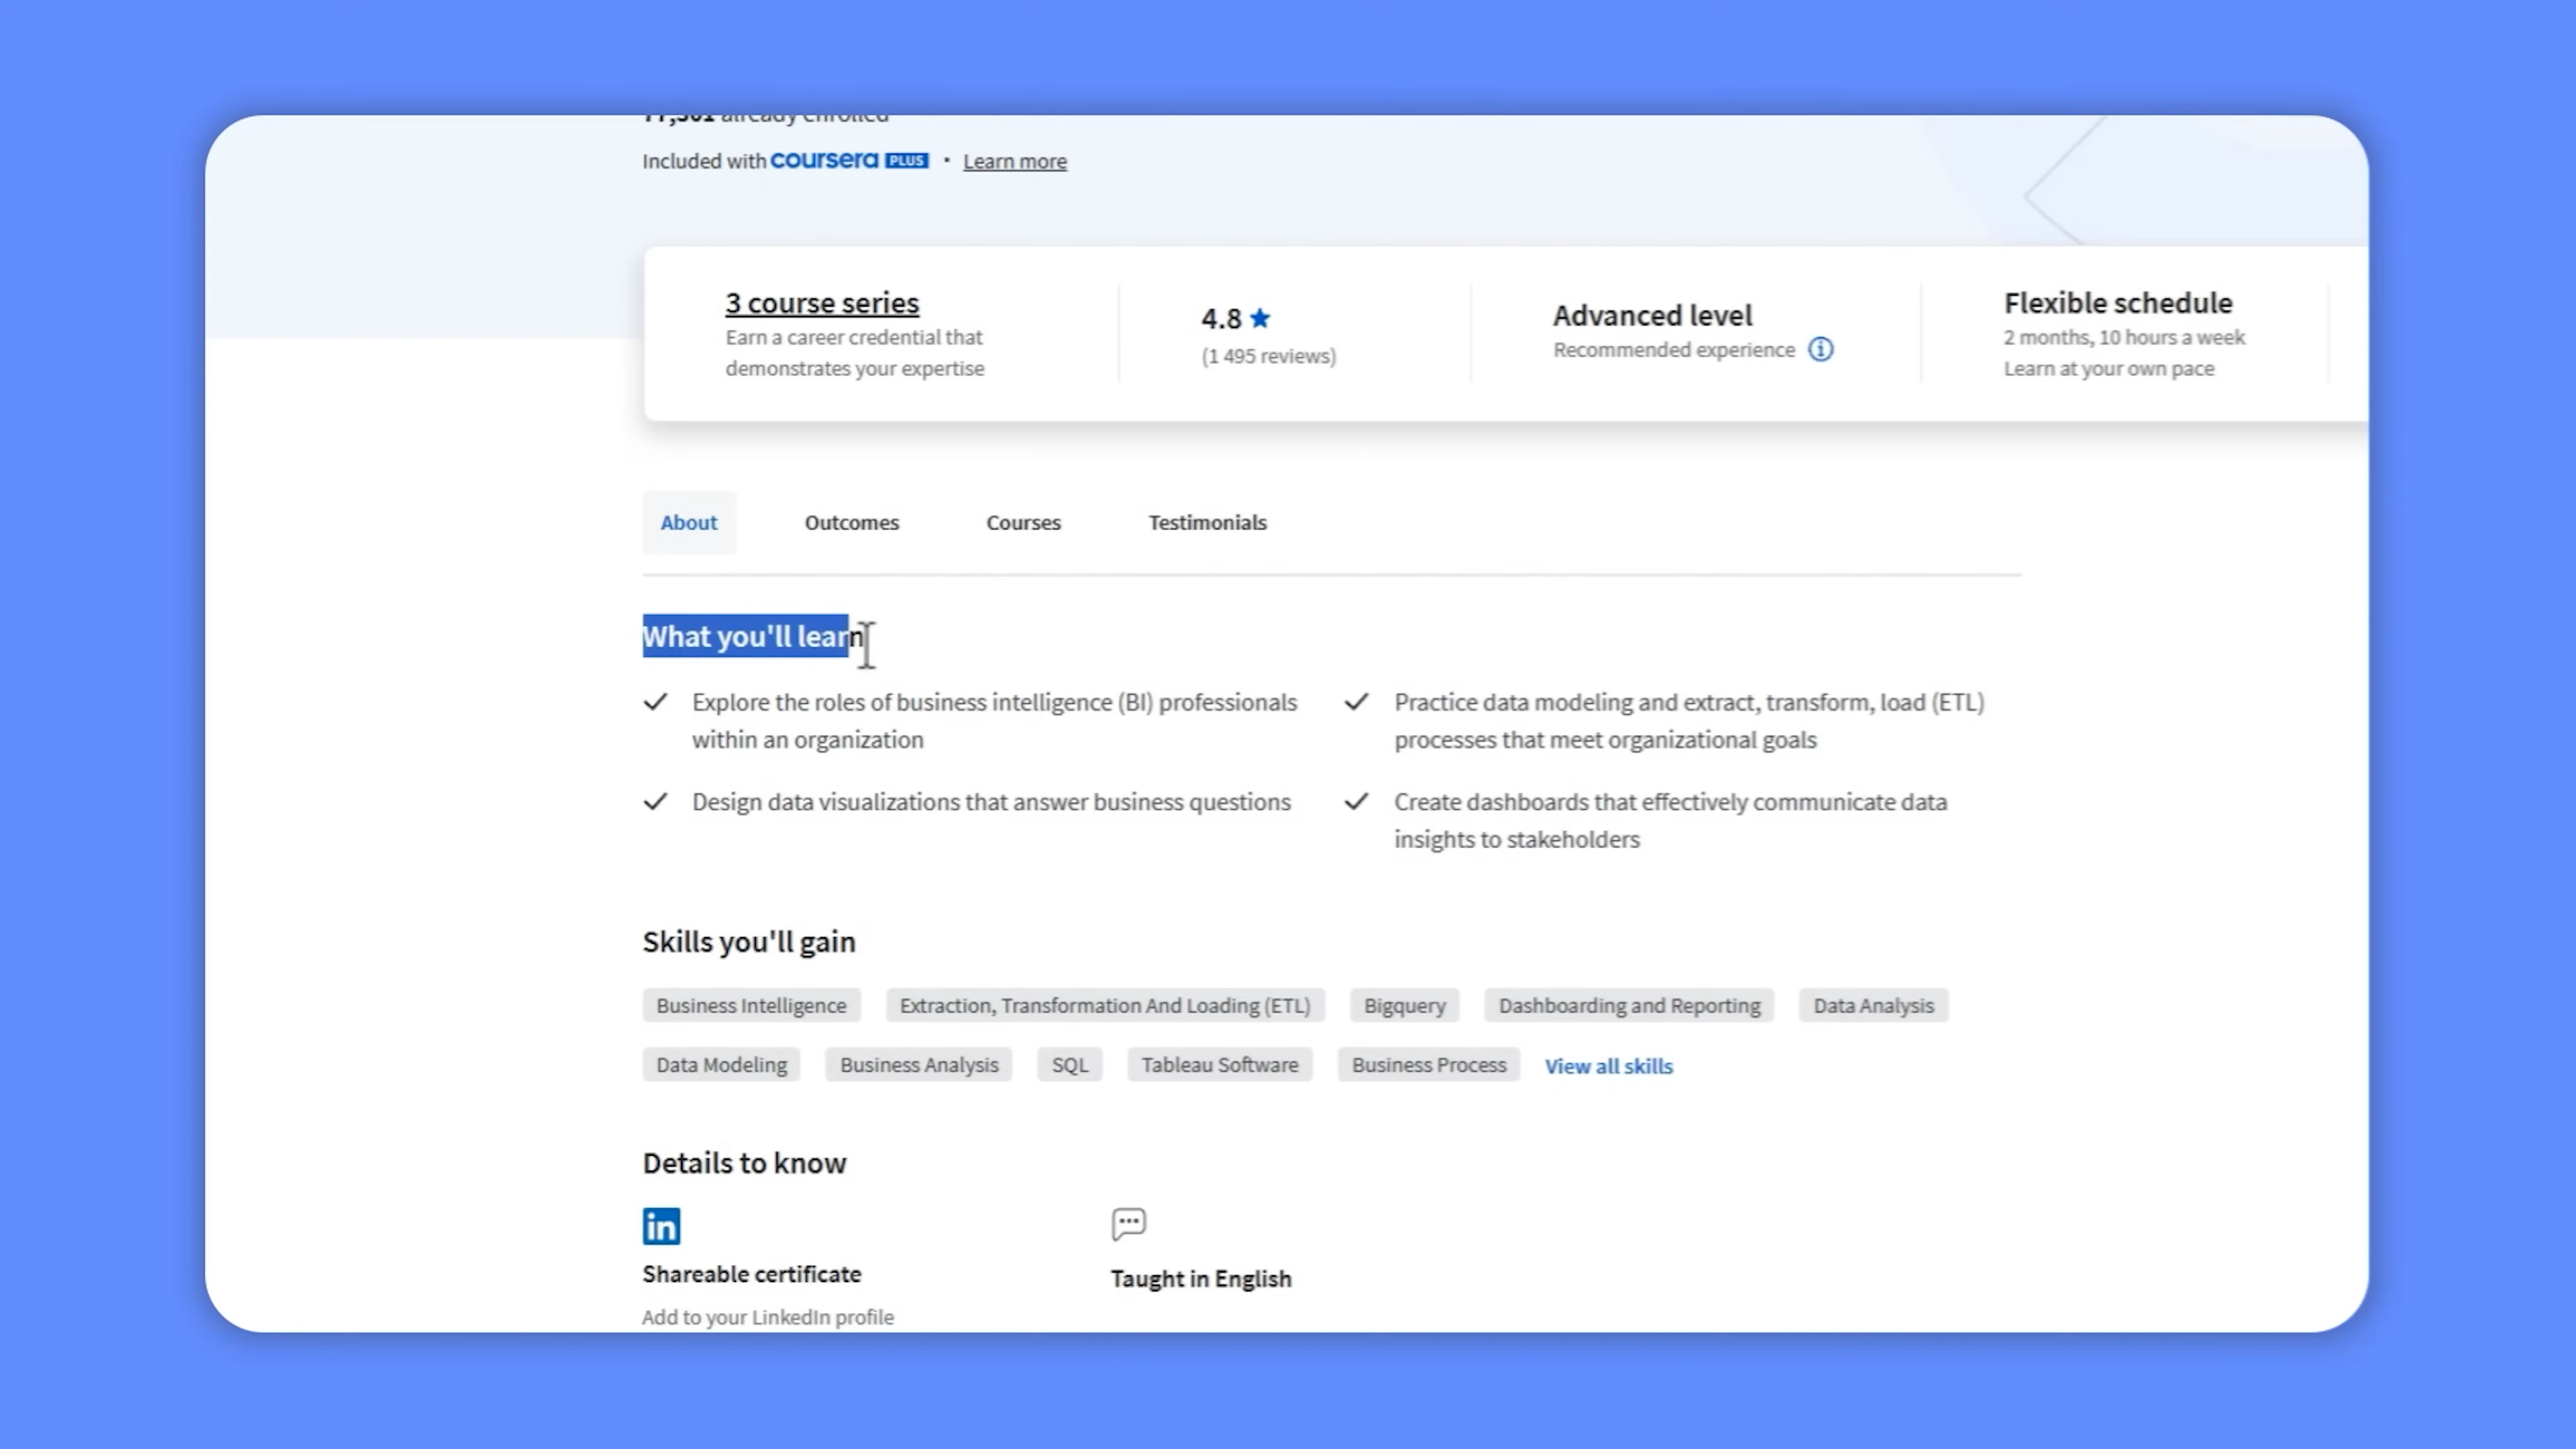 already enrolled
Included with coursera PLUS • Learn more
3 course series
Earn a career credential that
demonstrates your expertise
4.8 ★
(1 495 reviews)
Advanced level
Recommended experience
Flexible schedule
2 months, 10 hours a week
Learn at your own pace
About
Outcomes
Courses
Testimonials
What you'll learn
Explore the roles of business intelligence (BI) professionals
within an organization
Practice data modeling and extract, transform, load (ETL)
processes that meet organizational goals
Design data visualizations that answer business questions
Create dashboards that effectively communicate data
insights to stakeholders
Skills you'll gain
Business Intelligence
Extraction, Transformation And Loading (ETL)
Bigquery
Dashboarding and Reporting
Data Analysis
Data Modeling
Business Analysis
SQL
Tableau Software
Business Process
View all skills
Details to know
in
Shareable certificate
Add to your LinkedIn profile
Taught in English